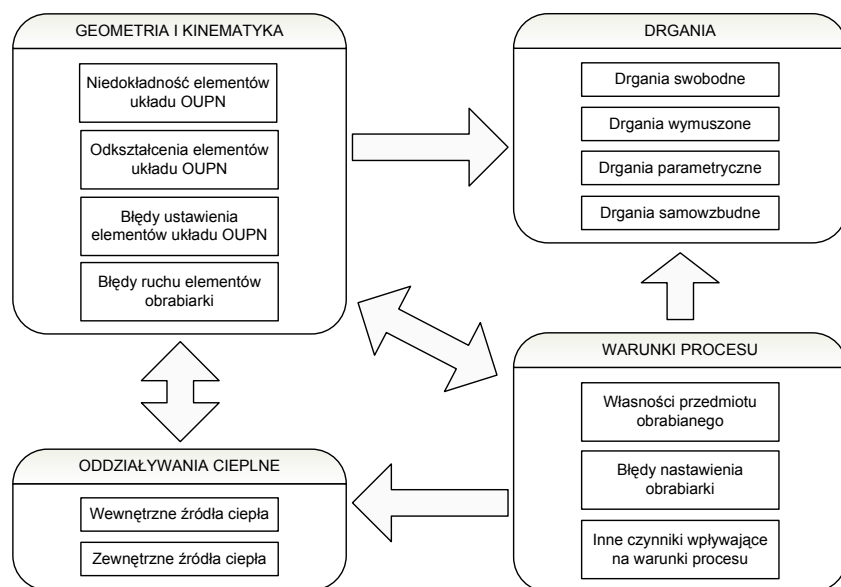 GEOMETRIA I KINEMATYKA
Niedokładność elementów
układu OUPN
Odkształcenia elementów
układu OUPN
Błędy ustawienia
elementów układu OUPN
Błędy ruchu elementów
obrabiarki
DRGANIA
Drgania swobodne
Drgania wymuszone
Drgania parametryczne
Drgania samowzbudne
ODDZIAŁYWANIA CIEPLNE
Wewnętrzne źródła ciepła
Zewnętrzne źródła ciepła
WARUNKI PROCESU
Własności przedmiotu
obrabianego
Błędy nastawienia
obrabiarki
Inne czynniki wpływające
na warunki procesu